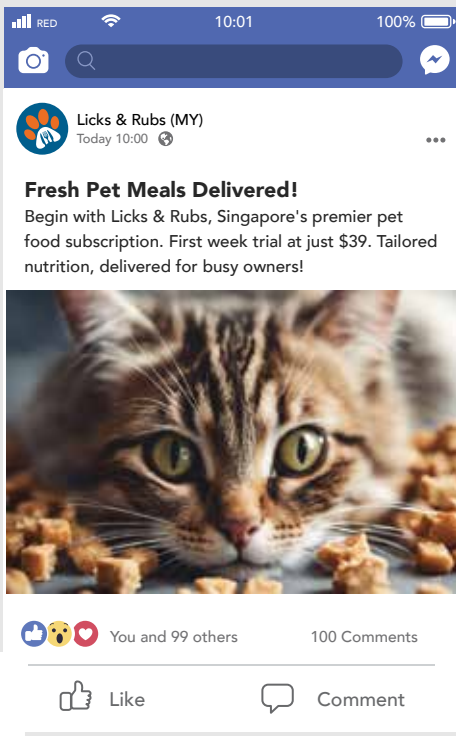 RED 10:01 100%
Licks & Rubs (MY)
Today 10:00
Fresh Pet Meals Delivered!
Begin with Licks & Rubs, Singapore's premier pet
food subscription. First week trial at just $39. Tailored
nutrition, delivered for busy owners!
You and 99 others 100 Comments
Like Comment